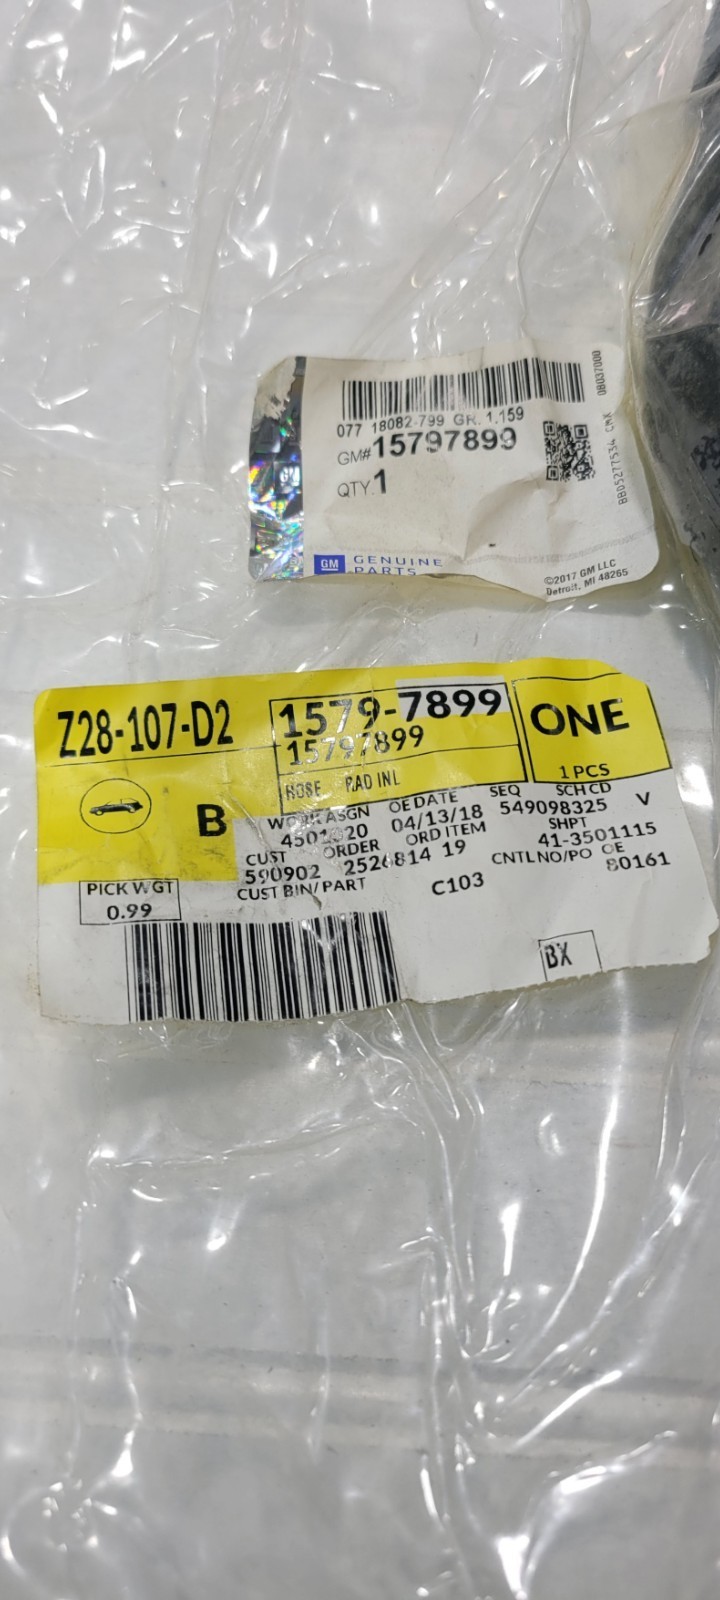 0B037000
BB05277534 CMX
077 18082-799 GR. 1.159
GM# 15797899
QTY. 1
GM GENUINE
PARTS
©2017 GM LLC
Detroit, MI 48265
Z28-107-D2
1579-7899
15797899
HOSE RAD INL
ONE
1 PCS
B
WORK ASGN OE DATE SEQ SCH CD
04/13/18 549098325 V
CUST ORDER ORD ITEM SHPT
590902 19 41-3501115
CUST BIN/PART CNTL NO/PO OE
C103 80161
PICK WGT
0.99
BX